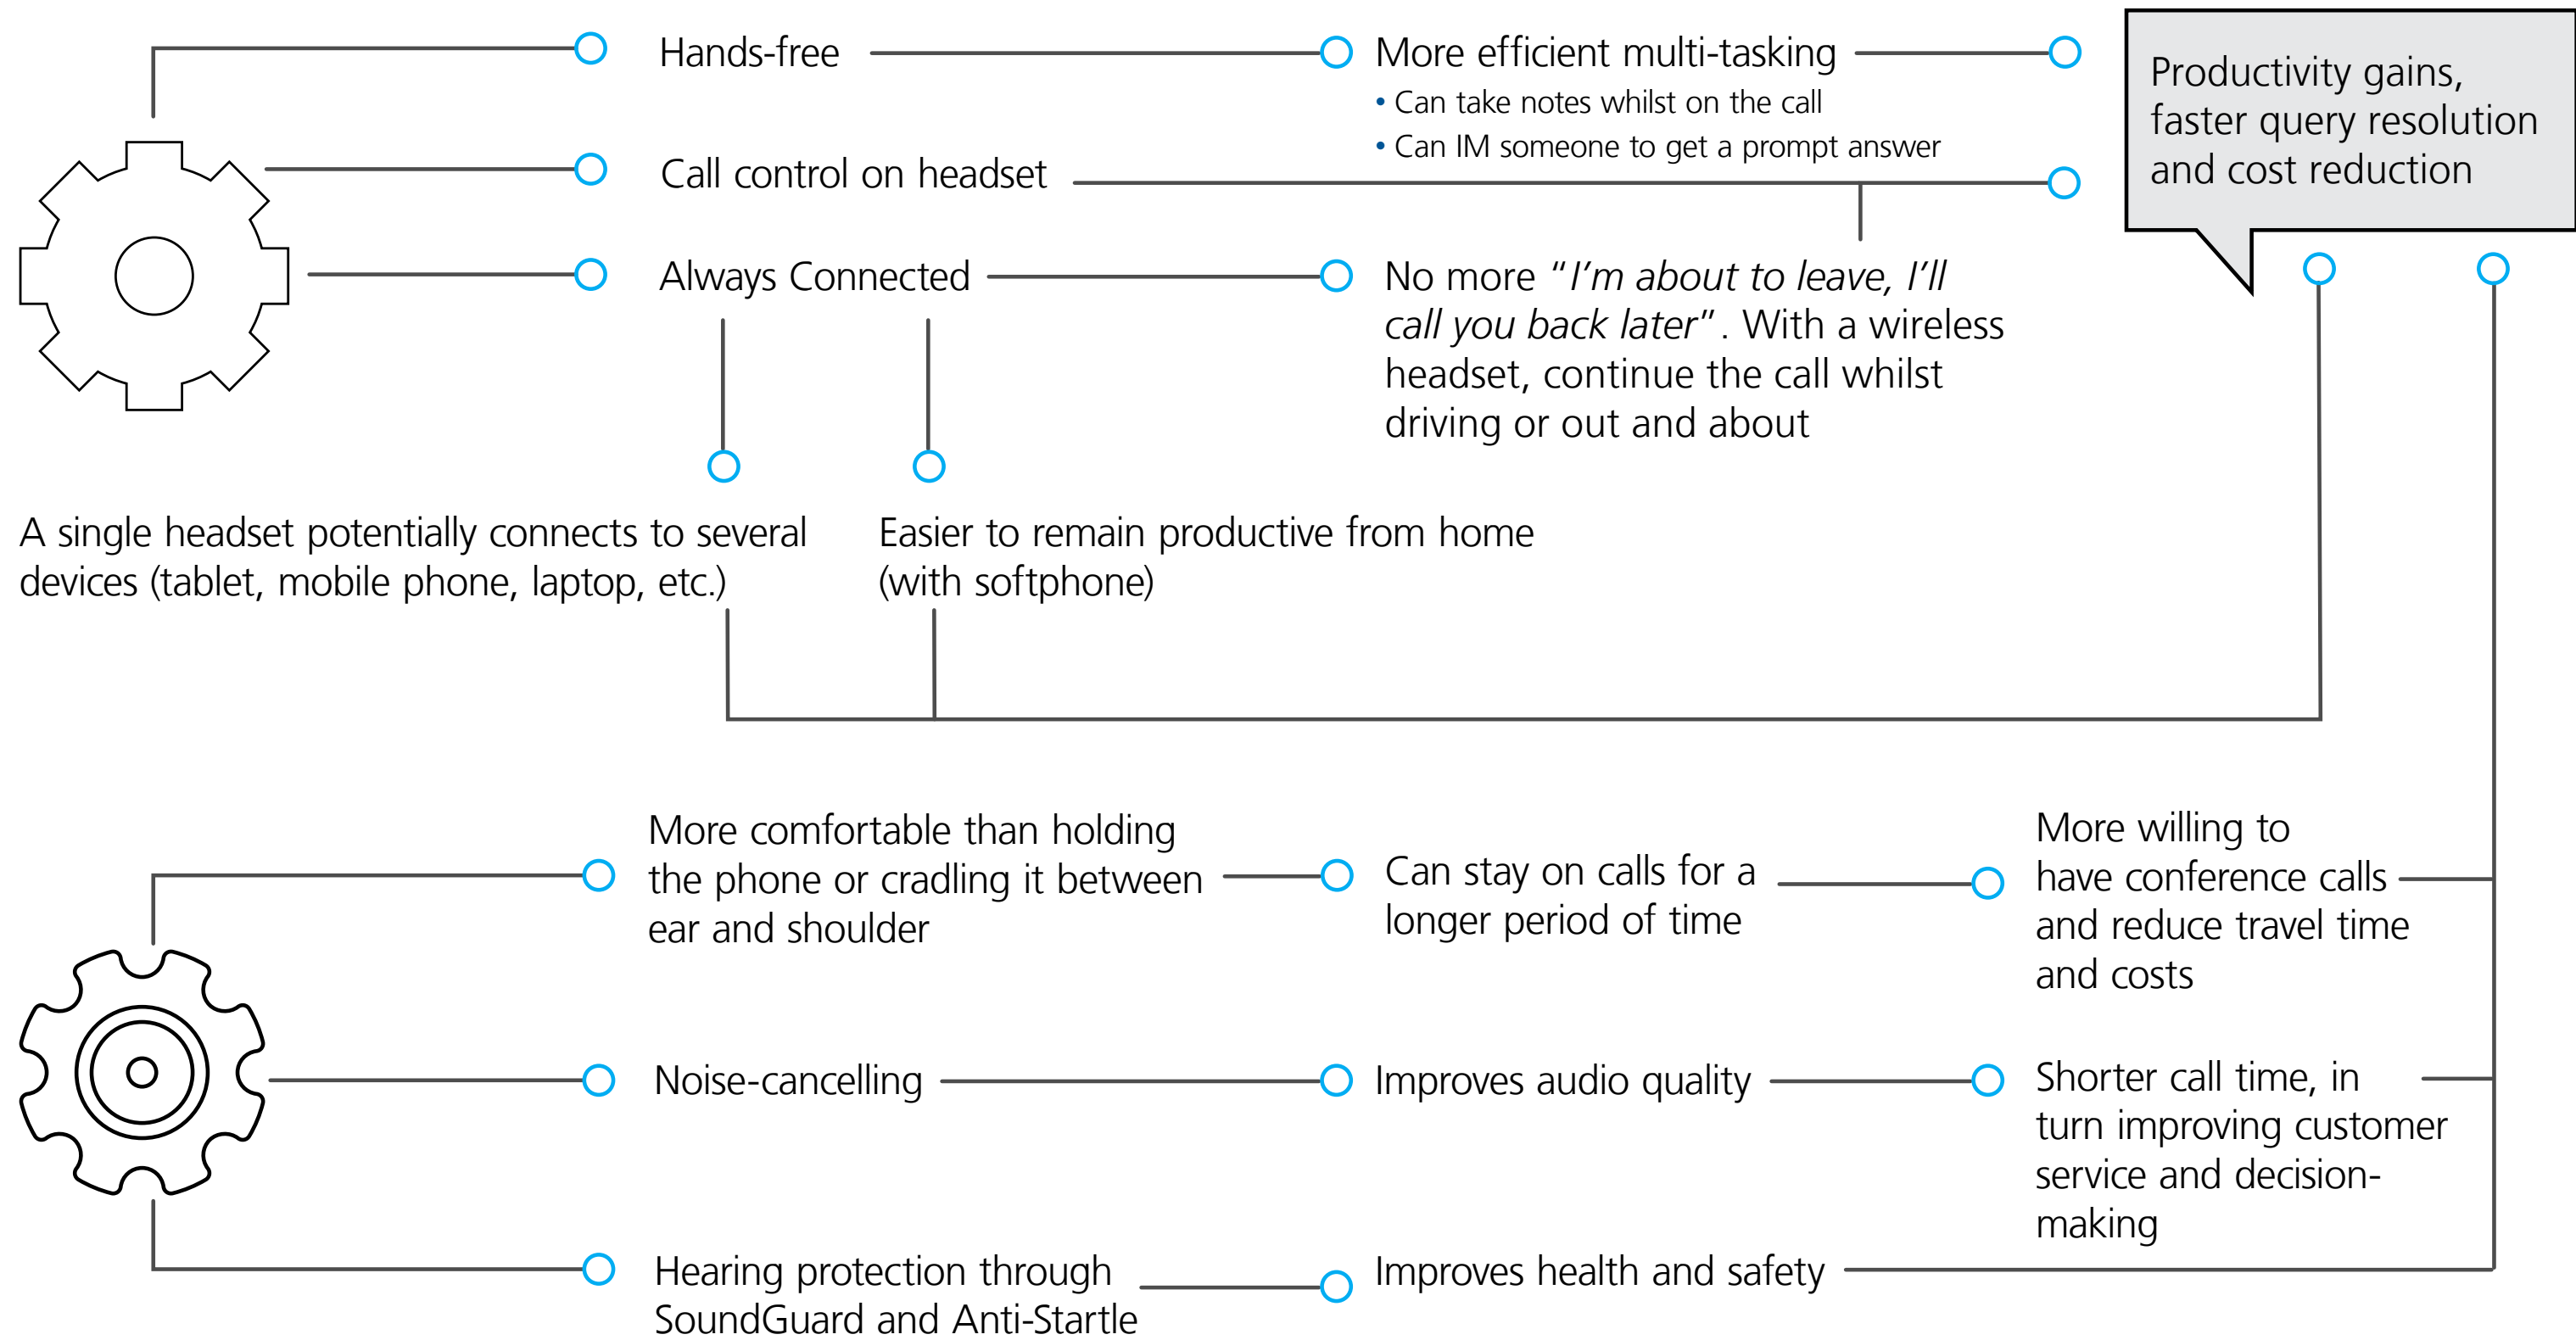 Hands-free
More efficient multi-tasking
• Can take notes whilst on the call
• Can IM someone to get a prompt answer
Productivity gains,
faster query resolution
and cost reduction
Call control on headset
Always Connected
No more “I’m about to leave, I’ll
call you back later”. With a wireless
headset, continue the call whilst
driving or out and about
A single headset potentially connects to several
devices (tablet, mobile phone, laptop, etc.)
Easier to remain productive from home
(with softphone)
More comfortable than holding
the phone or cradling it between
ear and shoulder
Can stay on calls for a
longer period of time
More willing to
have conference calls
and reduce travel time
and costs
Noise-cancelling
Improves audio quality
Shorter call time, in
turn improving customer
service and decision-
making
Hearing protection through
SoundGuard and Anti-Startle
Improves health and safety